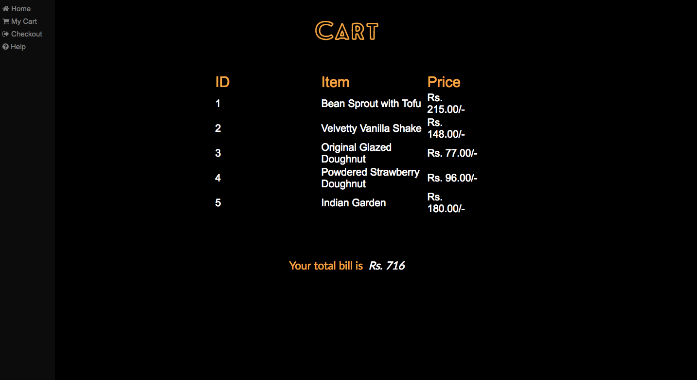 Home
My Cart
Checkout
Help
Cart
ID Item Price
1 Bean Sprout with Tofu Rs.
215.00/-
2 Velvetty Vanilla Shake Rs.
148.00/-
3 Original Glazed
Doughnut Rs. 77.00/-
4 Powdered Strawberry
Doughnut Rs. 96.00/-
5 Indian Garden Rs.
180.00/-
Your total bill is Rs. 716